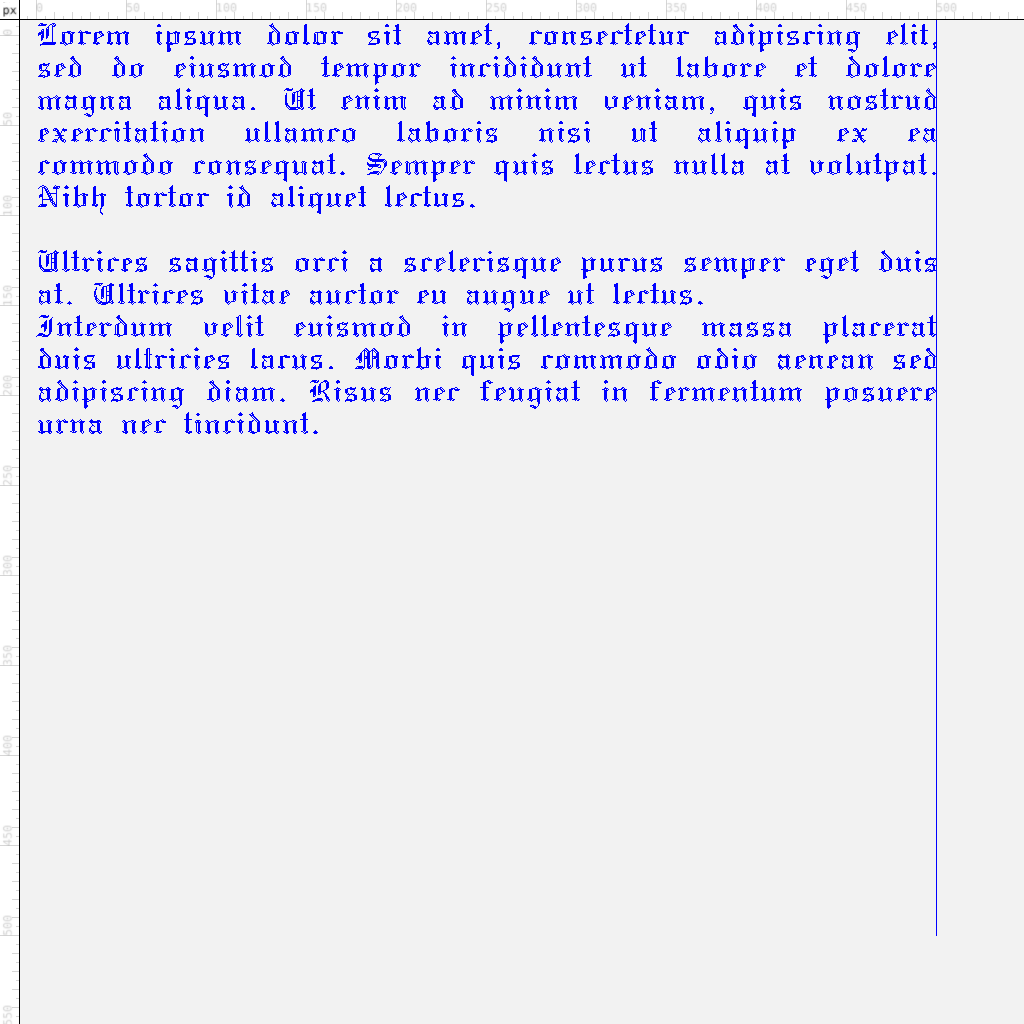 px
0 50 100 150 200 250 300 350 400 450 500
Lorem ipsum dolor sit amet, consectetur adipiscing elit,
sed do eiusmod tempor incididunt ut labore et dolore
magna aliqua. Ut enim ad minim veniam, quis nostrud
exercitation ullamco laboris nisi ut aliquip ex ea
commodo consequat. Semper quis lectus nulla at volutpat.
Nibh tortor id aliquet lectus.
Ultrices sagittis orci a scelerisque purus semper eget duis
at. Ultrices vitae auctor eu augue ut lectus.
Interdum velit euismod in pellentesque massa placerat
duis ultricies lacus. Morbi quis commodo odio aenean sed
adipiscing diam. Risus nec feugiat in fermentum posuere
urna nec tincidunt.
0
50
100
150
200
250
300
350
400
450
500
550